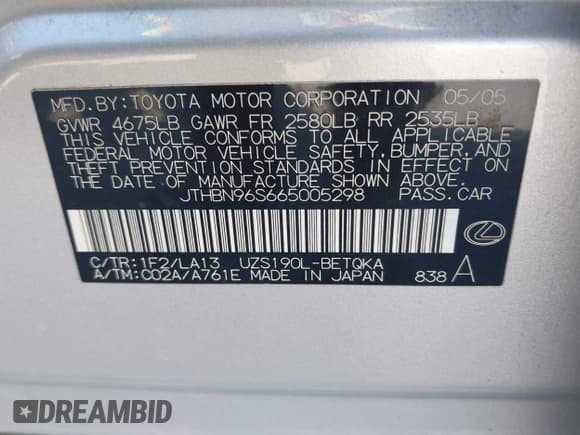 MFD.BY:TOYOTA MOTOR CORPORATION 05/05
GVWR 4675LB GAWR FR 2580LB RR 2535LB
THIS VEHICLE CONFORMS TO ALL APPLICABLE
FEDERAL MOTOR VEHICLE SAFETY,BUMPER,AND
THEFT PREVENTION STANDARDS IN EFFECT ON
THE DATE OF MANUFACTURE SHOWN ABOVE.
JTHBN96S665005298 PASS.CAR
C/TR:1F2/LA13 UZS190L-BETQKA
A/TM:C02A/A761E MADE IN JAPAN 838 A
DREAMBID